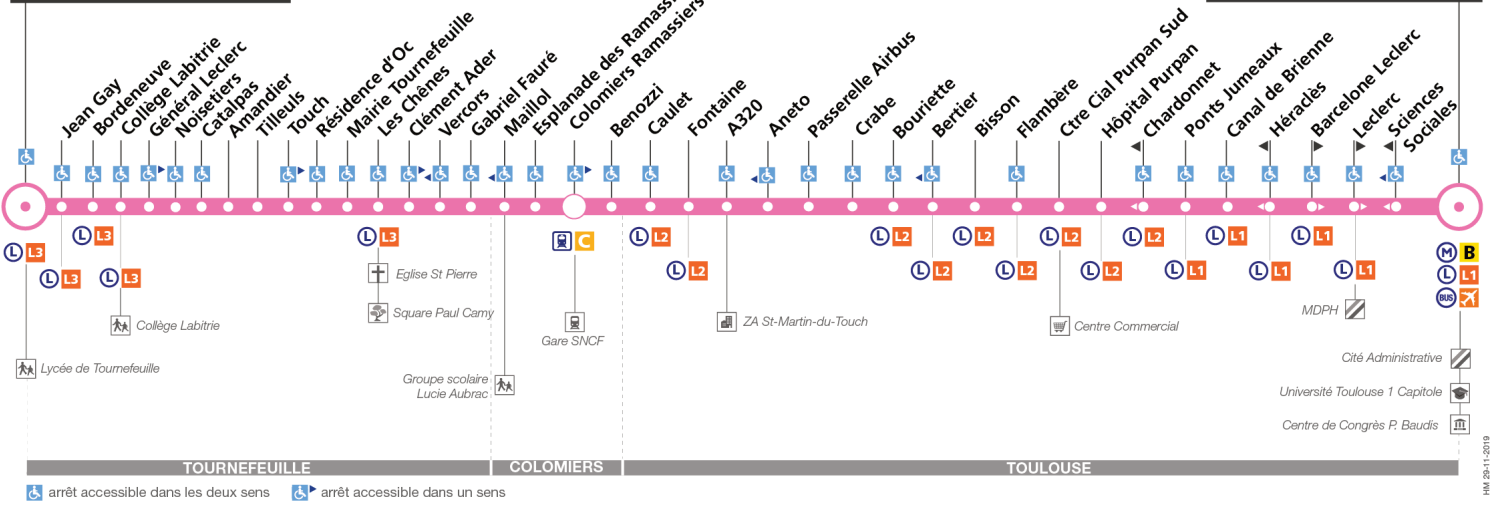 Jean Gay
Bordeneuve
Collège Labitrie
Général Leclerc
Noisetiers
Catalpas
Amandier
Tilleuls
Touch
Résidence d'Oc
Mairie Tournefeuille
Les Chênes
Clément Ader
Vercors
Gabriel Fauré
Maillol
Esplanade des Ramass
Colomiers Ramassiers
Benozzi
Caulet
Fontaine
A320
Aneto
Passerelle Airbus
Crabe
Bouriette
Bertier
Bisson
Flambère
Ctre Cial Purpan Sud
Hôpital Purpan
Chardonnet
Ponts Jumeaux
Canal de Brienne
Héraclès
Barcelone Leclerc
Leclerc
Sciences
Sociales
L L3
L L3
L L3
L L3
L L3
C
L L2
L L2
L L2
L L2
L L2
L L2
L L2
L L2
L L1
L L1
L L1
L L1
L L1
M B
L L1
BUS
Eglise St Pierre
Square Paul Camy
Collège Labitrie
Lycée de Tournefeuille
Groupe scolaire
Lucie Aubrac
Gare SNCF
ZA St-Martin-du-Touch
Centre Commercial
MDPH
Cité Administrative
Université Toulouse 1 Capitole
Centre de Congrès P. Baudis
TOURNEFEUILLE
COLOMIERS
TOULOUSE
arrêt accessible dans les deux sens
arrêt accessible dans un sens
HM 29-11-2019